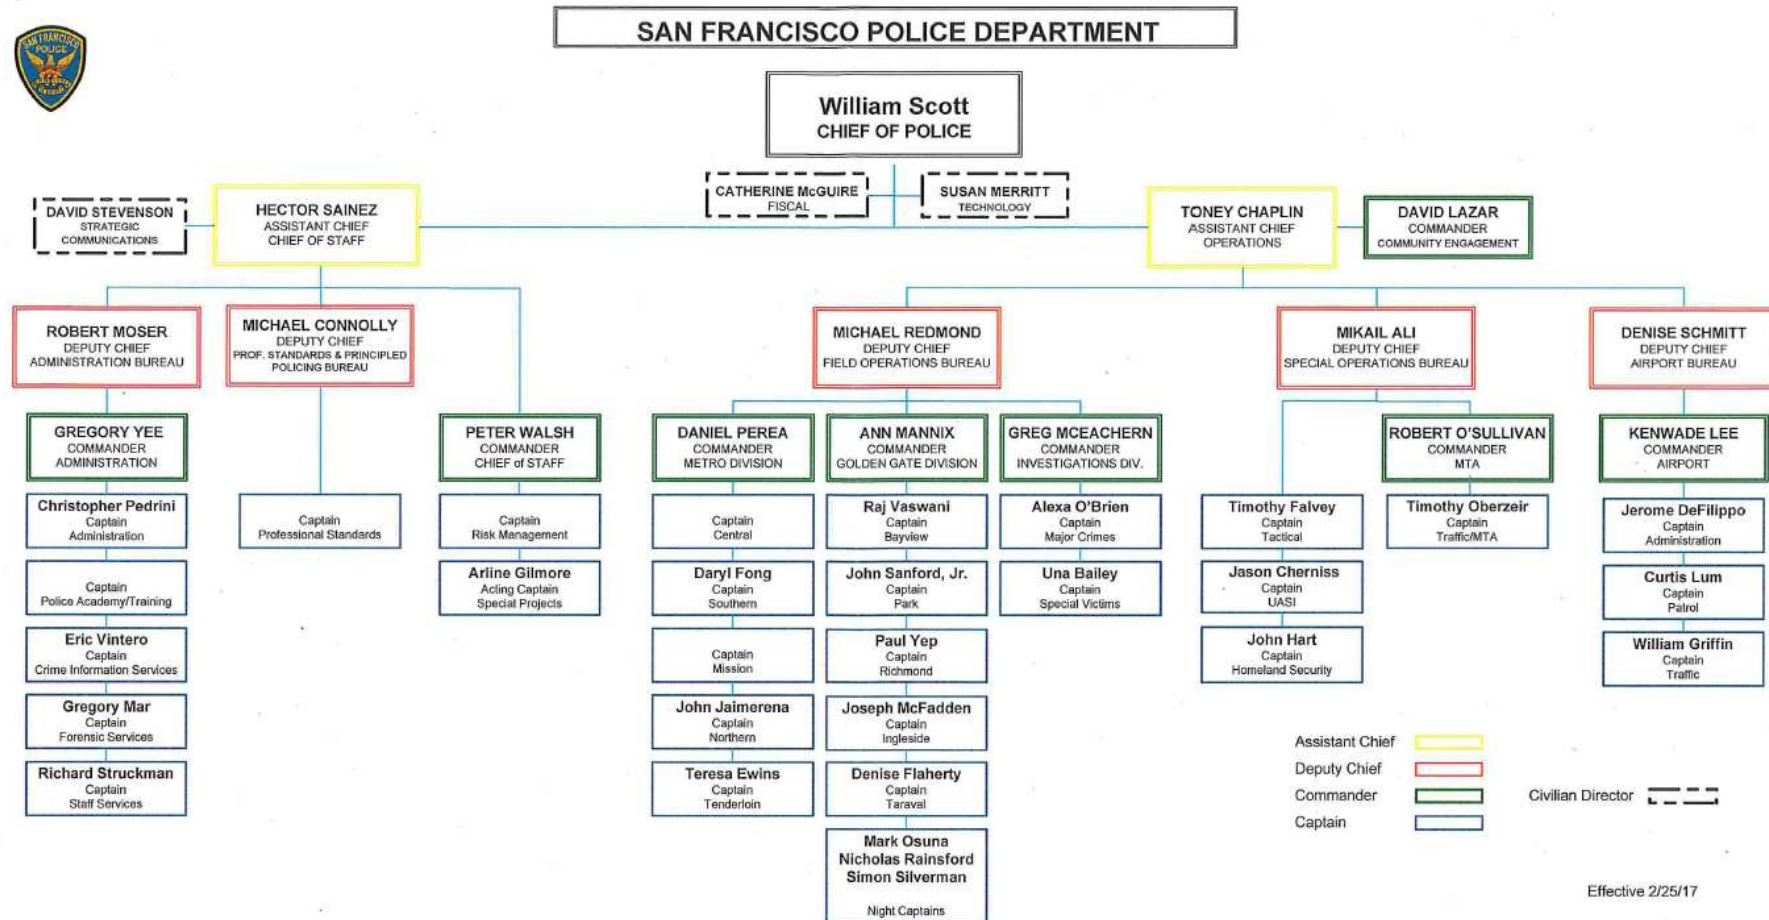 SAN FRANCISCO POLICE DEPARTMENT
SAN FRANCISCO
POLICE
William Scott
CHIEF OF POLICE
CATHERINE McGUIRE
FISCAL
SUSAN MERRITT
TECHNOLOGY
DAVID STEVENSON
STRATEGIC
COMMUNICATIONS
HECTOR SAINEZ
ASSISTANT CHIEF
CHIEF OF STAFF
TONEY CHAPLIN
ASSISTANT CHIEF
OPERATIONS
DAVID LAZAR
COMMANDER
COMMUNITY ENGAGEMENT
ROBERT MOSER
DEPUTY CHIEF
ADMINISTRATION BUREAU
MICHAEL CONNOLLY
DEPUTY CHIEF
PROF. STANDARDS & PRINCIPLED
POLICING BUREAU
MICHAEL REDMOND
DEPUTY CHIEF
FIELD OPERATIONS BUREAU
MIKAIL ALI
DEPUTY CHIEF
SPECIAL OPERATIONS BUREAU
DENISE SCHMITT
DEPUTY CHIEF
AIRPORT BUREAU
GREGORY YEE
COMMANDER
ADMINISTRATION
PETER WALSH
COMMANDER
CHIEF of STAFF
DANIEL PEREA
COMMANDER
METRO DIVISION
ANN MANNIX
COMMANDER
GOLDEN GATE DIVISION
GREG MCEACHERN
COMMANDER
INVESTIGATIONS DIV.
ROBERT O'SULLIVAN
COMMANDER
MTA
KENWADE LEE
COMMANDER
AIRPORT
Christopher Pedrini
Captain
Administration
Captain
Police Academy/Training
Eric Vintero
Captain
Crime Information Services
Gregory Mar
Captain
Forensic Services
Richard Struckman
Captain
Staff Services
Captain
Professional Standards
Captain
Risk Management
Arline Gilmore
Acting Captain
Special Projects
Captain
Central
Daryl Fong
Captain
Southern
Captain
Mission
John Jaimerena
Captain
Northern
Teresa Ewins
Captain
Tenderloin
Raj Vaswani
Captain
Bayview
John Sanford, Jr.
Captain
Park
Paul Yep
Captain
Richmond
Joseph McFadden
Captain
Ingleside
Denise Flaherty
Captain
Taraval
Mark Osuna
Nicholas Rainsford
Simon Silverman
Night Captains
Alexa O'Brien
Captain
Major Crimes
Una Bailey
Captain
Special Victims
Timothy Falvey
Captain
Tactical
Jason Cherniss
Captain
UASI
John Hart
Captain
Homeland Security
Timothy Oberzeir
Captain
Traffic/MTA
Jerome DeFilippo
Captain
Administration
Curtis Lum
Captain
Patrol
William Griffin
Captain
Traffic
Assistant Chief
Deputy Chief
Commander
Captain
Civilian Director
Effective 2/25/17